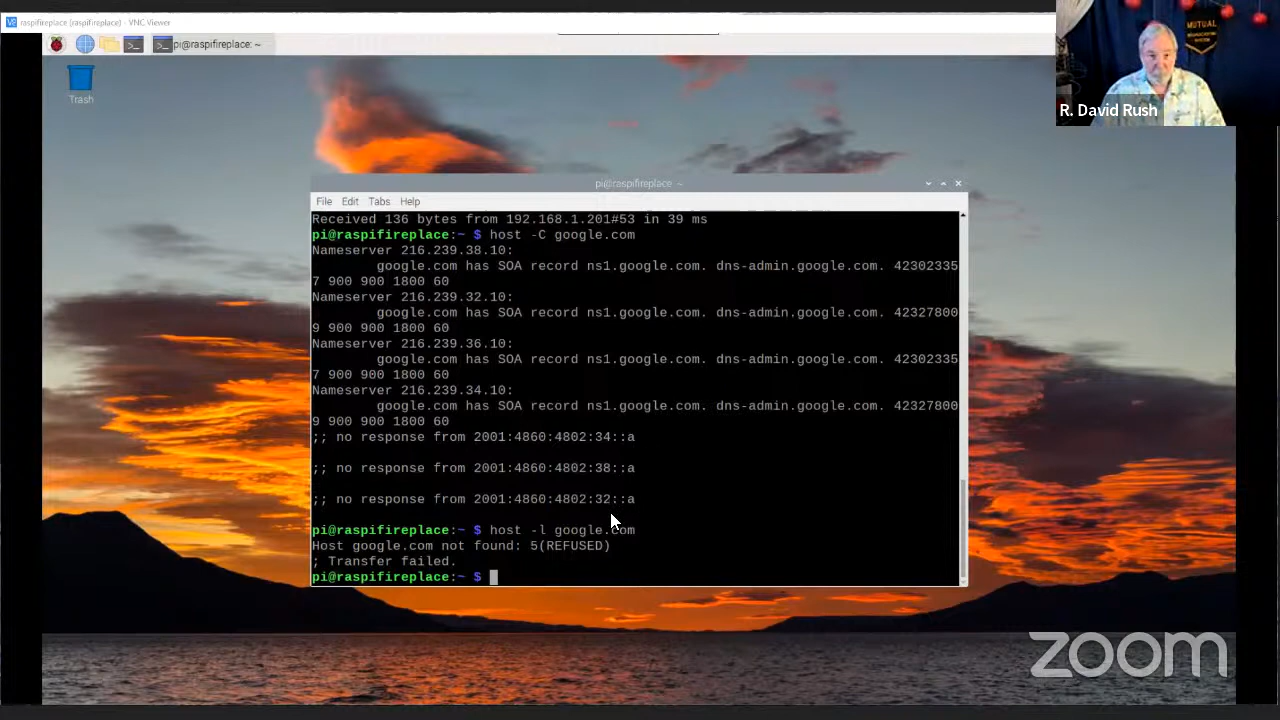 raspifireplace (raspifireplace) - VNC Viewer
pi@raspifireplace: ~
Trash
MUTUAL
BROADCASTING
SYSTEM
R. David Rush
pi@raspifireplace: ~
File Edit Tabs Help
Received 136 bytes from 192.168.1.201#53 in 39 ms
pi@raspifireplace:~ $ host -C google.com
Nameserver 216.239.38.10:
        google.com has SOA record ns1.google.com. dns-admin.google.com. 42302335
7 900 900 1800 60
Nameserver 216.239.32.10:
        google.com has SOA record ns1.google.com. dns-admin.google.com. 42327800
9 900 900 1800 60
Nameserver 216.239.36.10:
        google.com has SOA record ns1.google.com. dns-admin.google.com. 42302335
7 900 900 1800 60
Nameserver 216.239.34.10:
        google.com has SOA record ns1.google.com. dns-admin.google.com. 42327800
9 900 900 1800 60
;; no response from 2001:4860:4802:34::a
;; no response from 2001:4860:4802:38::a
;; no response from 2001:4860:4802:32::a
pi@raspifireplace:~ $ host -l google.com
Host google.com not found: 5(REFUSED)
; Transfer failed.
pi@raspifireplace:~ $
zoom